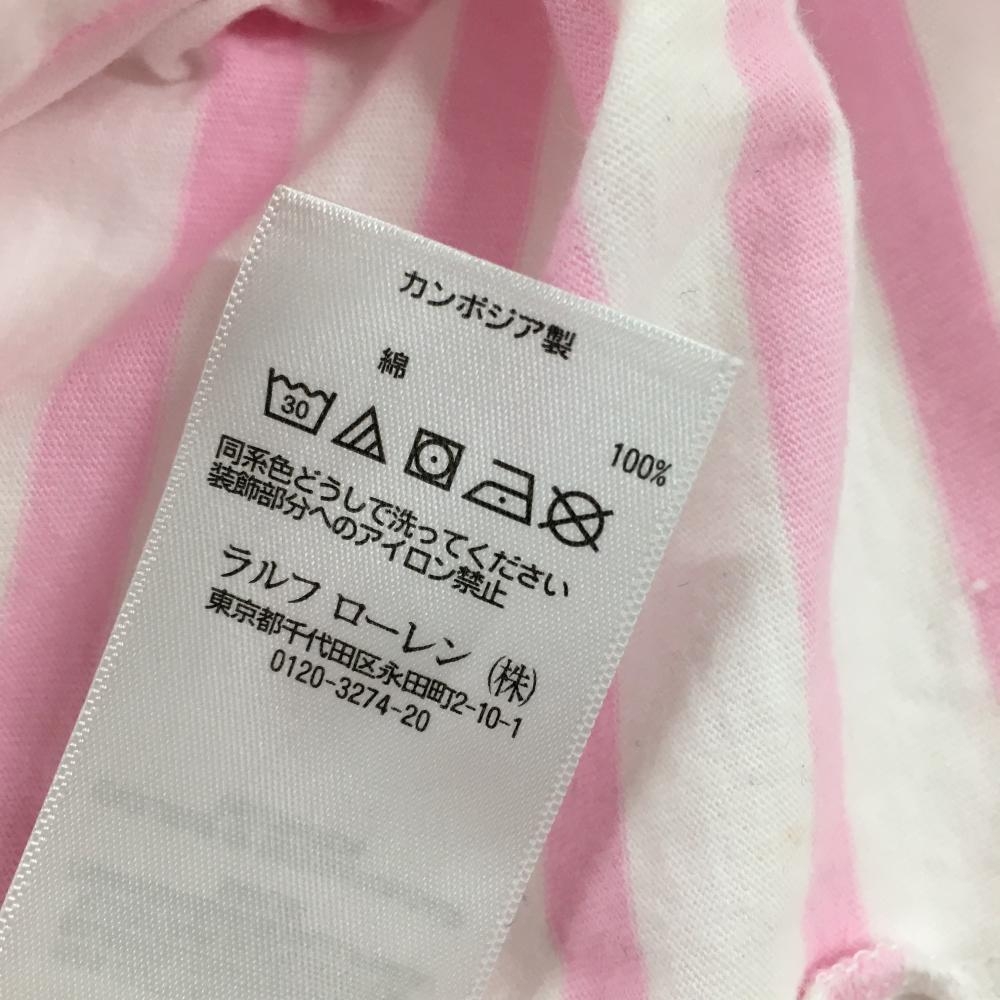 カンボジア製
綿 100%
30
同系色どうしで洗ってください
装飾部分へのアイロン禁止
ラルフ ローレン (株)
東京都千代田区永田町2-10-1
0120-3274-20